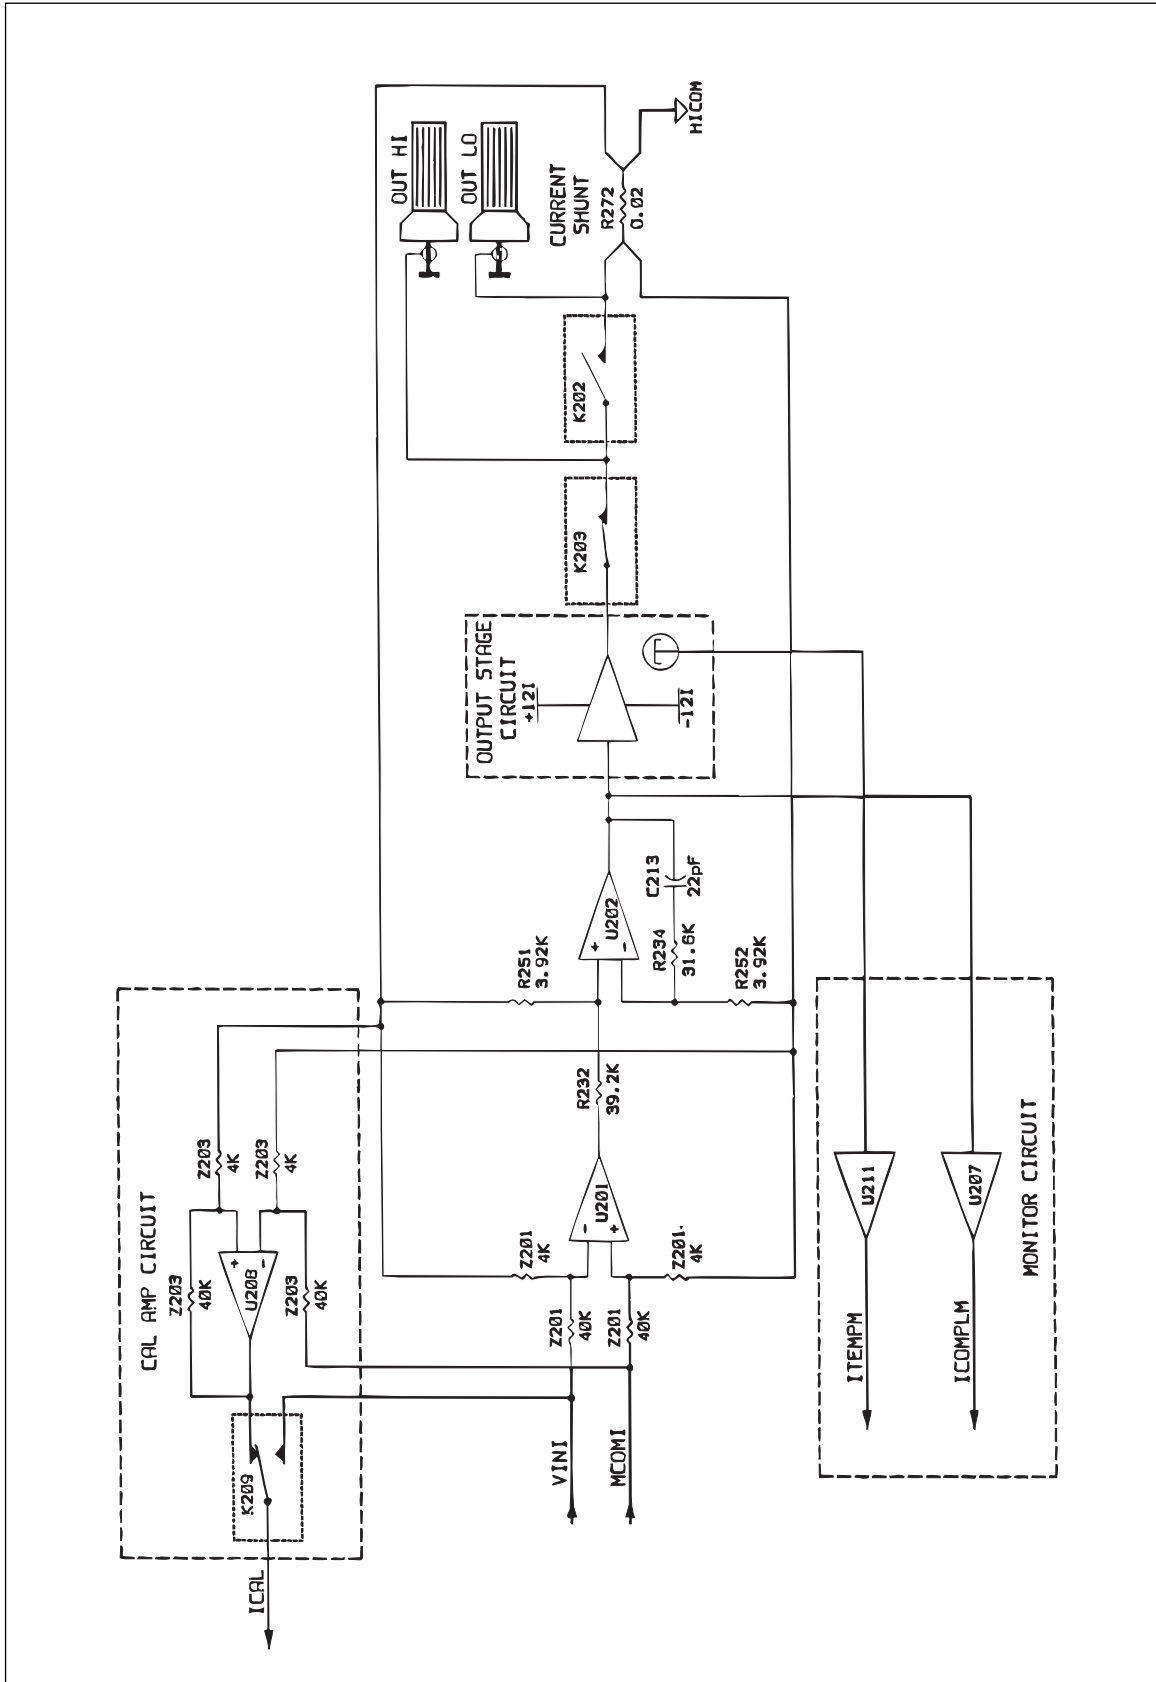 OUT HI
OUT LO
CURRENT
SHUNT
R272
0.02
HICOM
K202
K203
OUTPUT STAGE
CIRCUIT
+12I
-12I
C213
22pF
U202
+
-
R234
31.6K
R251
3.92K
R252
3.92K
R232
39.2K
U201
-
+
Z201
4K
Z201
4K
Z201
40K
Z201
40K
VINI
MCOMI
CAL AMP CIRCUIT
Z203
4K
Z203
4K
U208
+
-
Z203
40K
Z203
40K
K209
ICAL
MONITOR CIRCUIT
U211
U207
ITEMPM
ICOMPLM